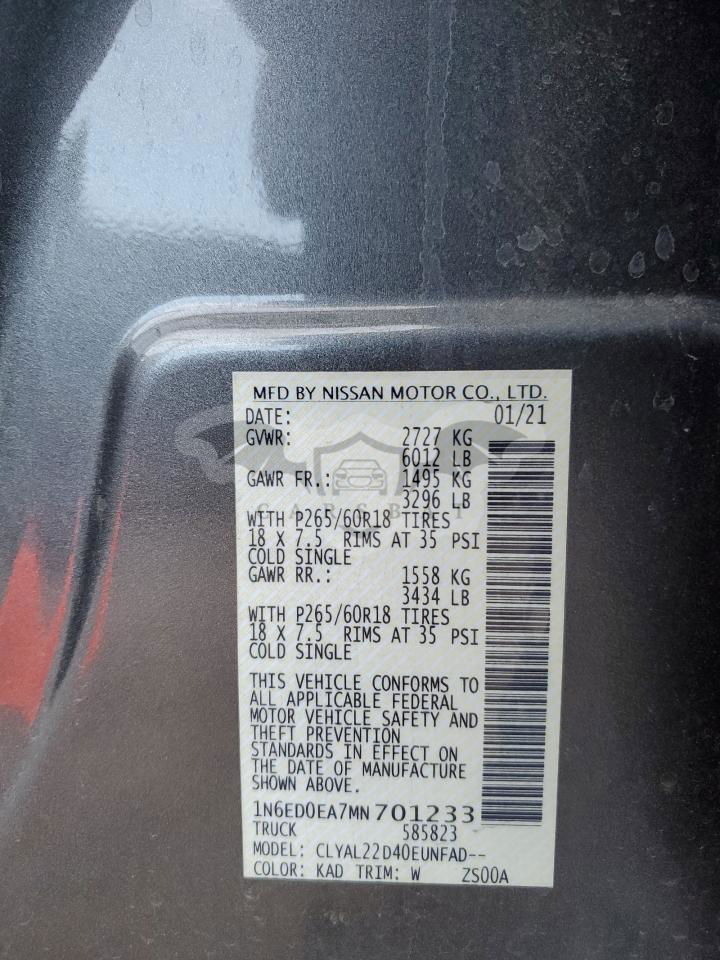 MFD BY NISSAN MOTOR CO., LTD.
DATE: 01/21
GVWR: 2727 KG
6012 LB
GAWR FR.: 1495 KG
3296 LB
CARSBAT
WITH P265/60R18 TIRES
18 X 7.5 RIMS AT 35 PSI
COLD SINGLE
GAWR RR.: 1558 KG
3434 LB
WITH P265/60R18 TIRES
18 X 7.5 RIMS AT 35 PSI
COLD SINGLE
THIS VEHICLE CONFORMS TO
ALL APPLICABLE FEDERAL
MOTOR VEHICLE SAFETY AND
THEFT PREVENTION
STANDARDS IN EFFECT ON
THE DATE OF MANUFACTURE
SHOWN ABOVE.
1N6ED0EA7MN701233
TRUCK 585823
MODEL: CLYAL22D40EUNFAD--
COLOR: KAD TRIM: W ZS00A